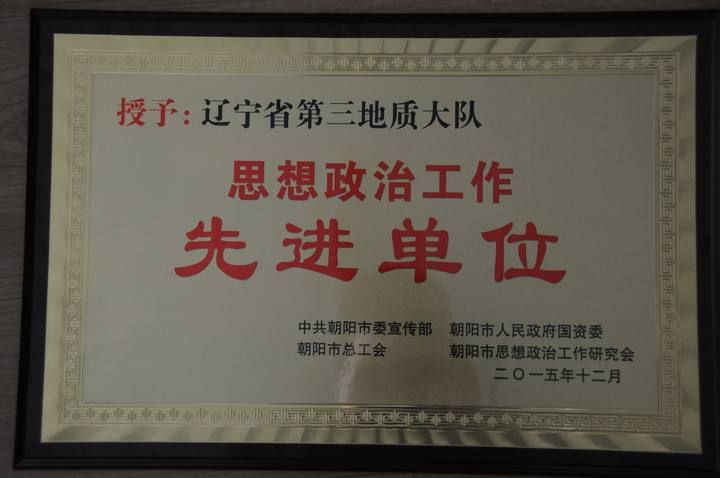 授予：辽宁省第三地质大队
思想政治工作
先进单位
中共朝阳市委宣传部 朝阳市人民政府国资委
朝阳市总工会 朝阳市思想政治工作研究会
二〇一五年十二月